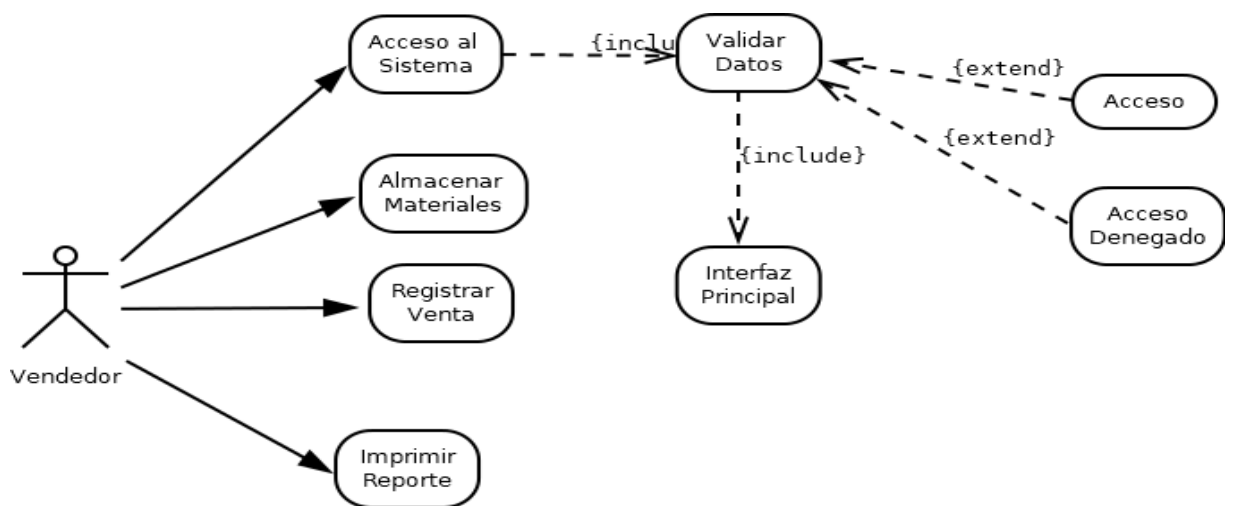 Acceso al
Sistema
{inclu
Validar
Datos
{extend}
Acceso
{extend}
Acceso
Denegado
{include}
Almacenar
Materiales
Interfaz
Principal
Registrar
Venta
Vendedor
Imprimir
Reporte